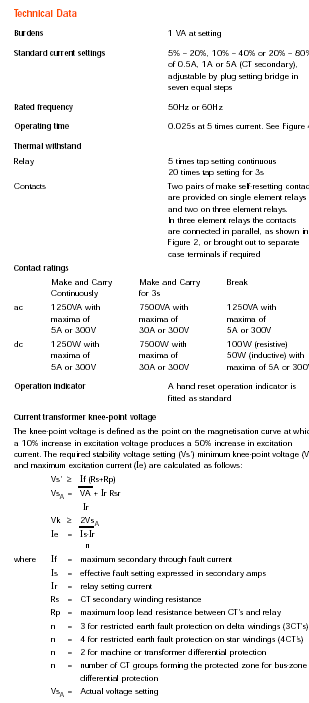 Technical Data
Burdens 1 VA at setting
Standard current settings 5% – 20%, 10% – 40% or 20% – 80%
of 0.5A, 1A or 5A (CT secondary),
adjustable by plug setting bridge in
seven equal steps
Rated frequency 50Hz or 60Hz
Operating time 0.025s at 5 times current. See Figure
Thermal withstand
Relay 5 times tap setting continuous
20 times tap setting for 3s
Contacts Two pairs of make self-resetting contac
are provided on single element relays
and two on three element relays.
In three element relays the contacts
are connected in parallel, as shown in
Figure 2, or brought out to separate
case terminals if required
Contact ratings
Make and Carry Make and Carry Break
Continuously for 3s
ac 1250VA with 7500VA with 1250VA with
maxima of maxima of maxima of
5A or 300V 30A or 300V 5A or 300V
dc 1250W with 7500W with 100W (resistive)
maxima of maxima of 50W (inductive) with
5A or 300V 30A or 300V maxima of 5A or 300V
Operation indicator A hand reset operation indicator is
fitted as standard
Current transformer knee-point voltage
The knee-point voltage is defined as the point on the magnetisation curve at whic
a 10% increase in excitation voltage produces a 50% increase in excitation
current. The required stability voltage setting (Vs') minimum knee-point voltage (V
and maximum excitation current (Ie) are calculated as follows:
Vs' ≥ If (Rs+Rp)
VsA = VA + Ir Rsr
Ir
Vk ≥ 2VsA
Ie = Is-Ir
n
where If = maximum secondary through fault current
Is = effective fault setting expressed in secondary amps
Ir = relay setting current
Rs = CT secondary winding resistance
Rp = maximum loop lead resistance between CT's and relay
n = 3 for restricted earth fault protection on delta windings (3CT's)
n = 4 for restricted earth fault protection on star windings (4CT's)
n = 2 for machine or transformer differential protection
n = number of CT groups forming the protected zone for bus-zone
differential protection
VsA = Actual voltage setting